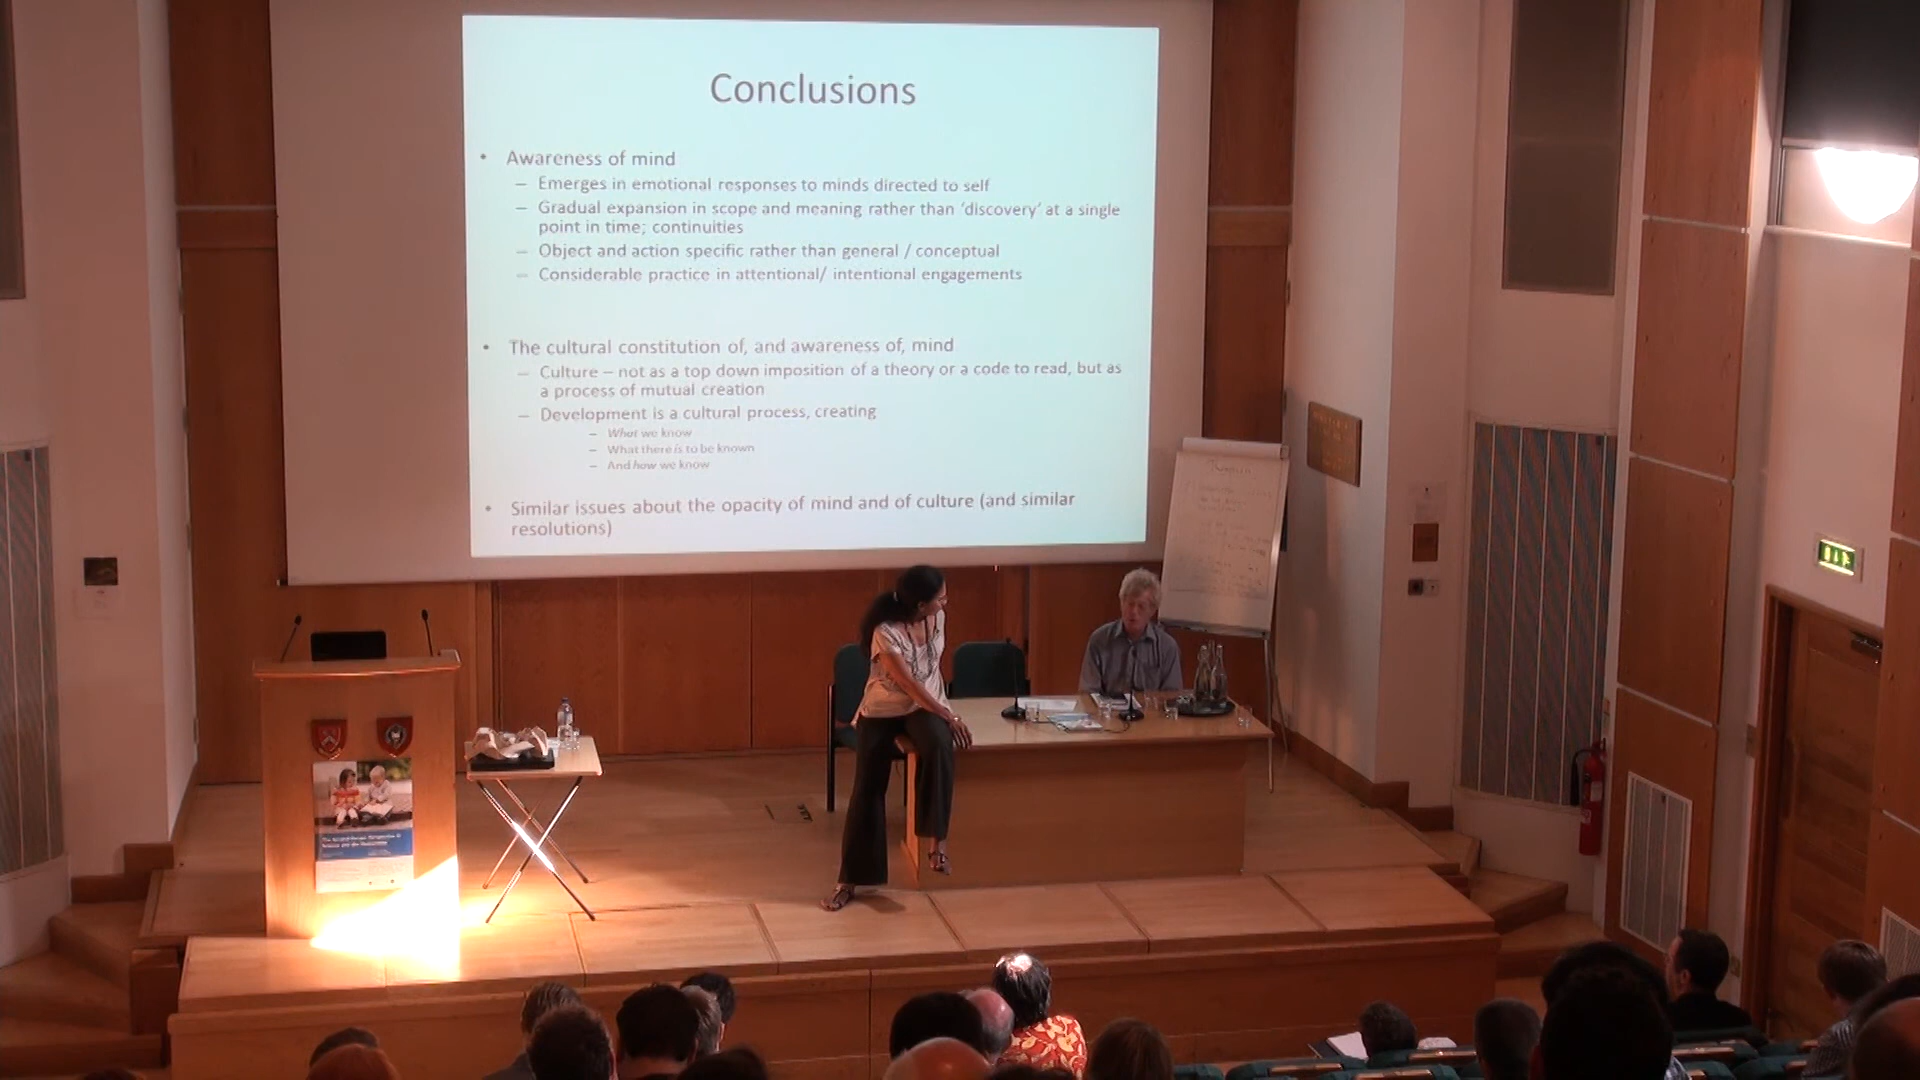 Conclusions
• Awareness of mind
– Emerges in emotional responses to minds directed to self
– Gradual expansion in scope and meaning rather than ‘discovery’ at a single
point in time; continuities
– Object and action specific rather than general / conceptual
– Considerable practice in attentional/ intentional engagements
• The cultural constitution of, and awareness of, mind
– Culture – not as a top down imposition of a theory or a code to read, but as
a process of mutual creation
– Development is a cultural process, creating
– What we know
– What there is to be known
– And how we know
• Similar issues about the opacity of mind and of culture (and similar
resolutions)